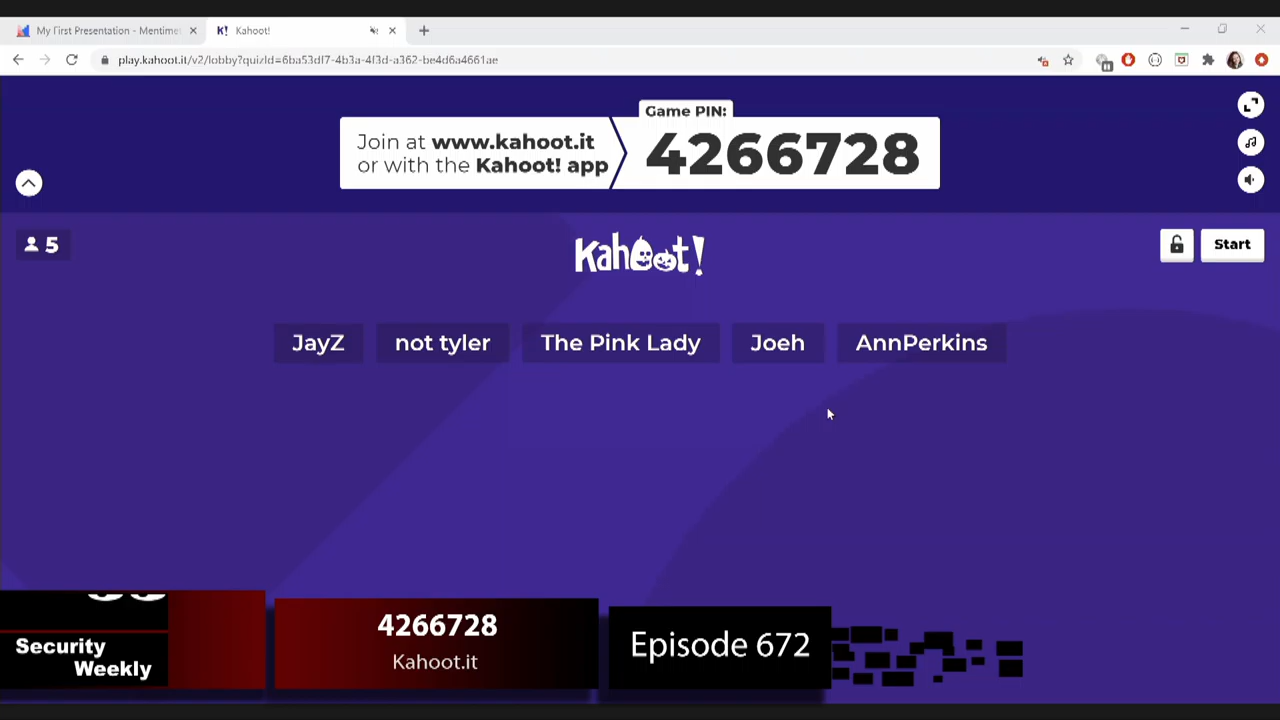 My First Presentation - Mentime
Kahoot!
play.kahoot.it/v2/lobby?quizId=6ba53df7-4b3a-4f3d-a362-be4d6a4661ae
Game PIN:
Join at www.kahoot.it
or with the Kahoot! app
4266728
5
Kahoot!
Start
JayZ
not tyler
The Pink Lady
Joeh
AnnPerkins
Security
Weekly
4266728
Kahoot.it
Episode 672